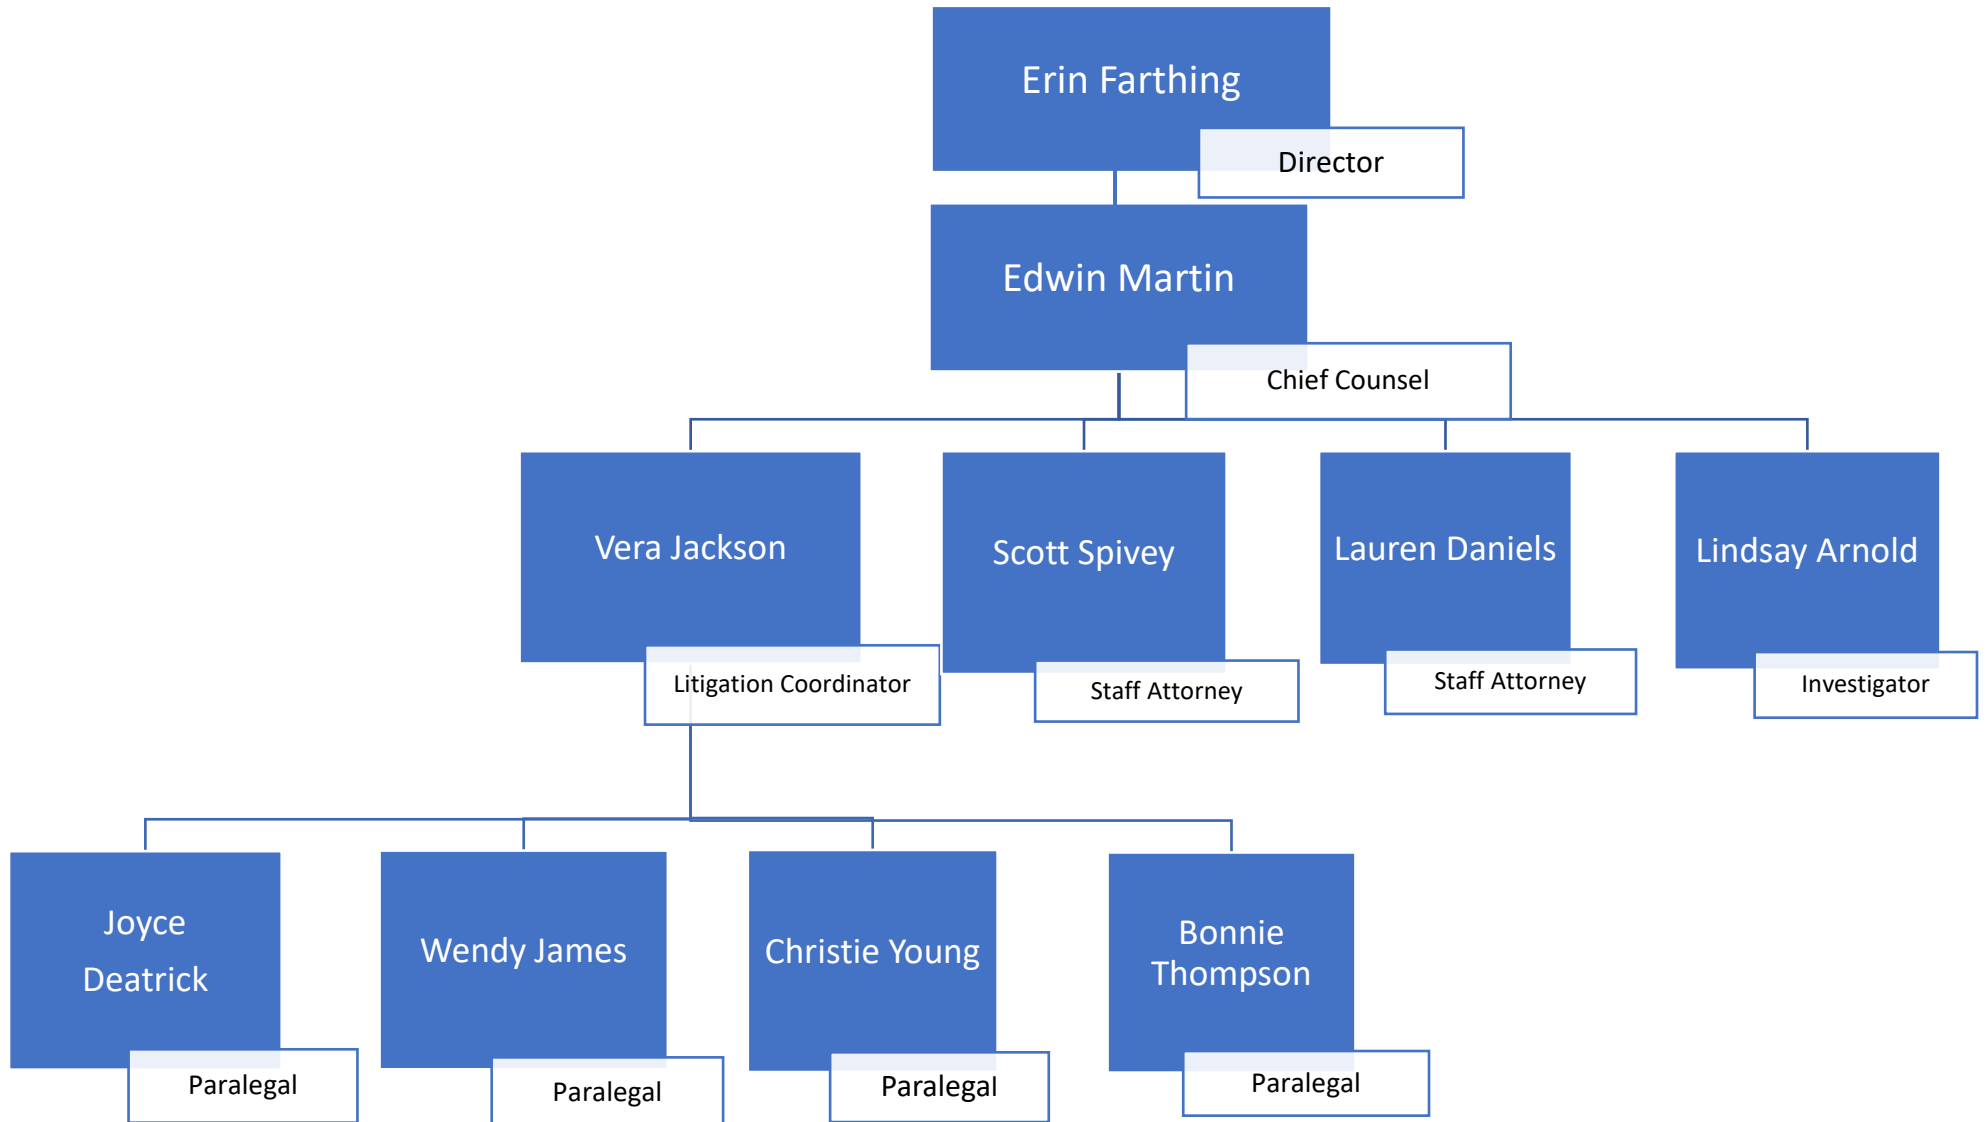 Erin Farthing
Director
Edwin Martin
Chief Counsel
Vera Jackson
Litigation Coordinator
Scott Spivey
Staff Attorney
Lauren Daniels
Staff Attorney
Lindsay Arnold
Investigator
Joyce
Deatrick
Paralegal
Wendy James
Paralegal
Christie Young
Paralegal
Bonnie
Thompson
Paralegal